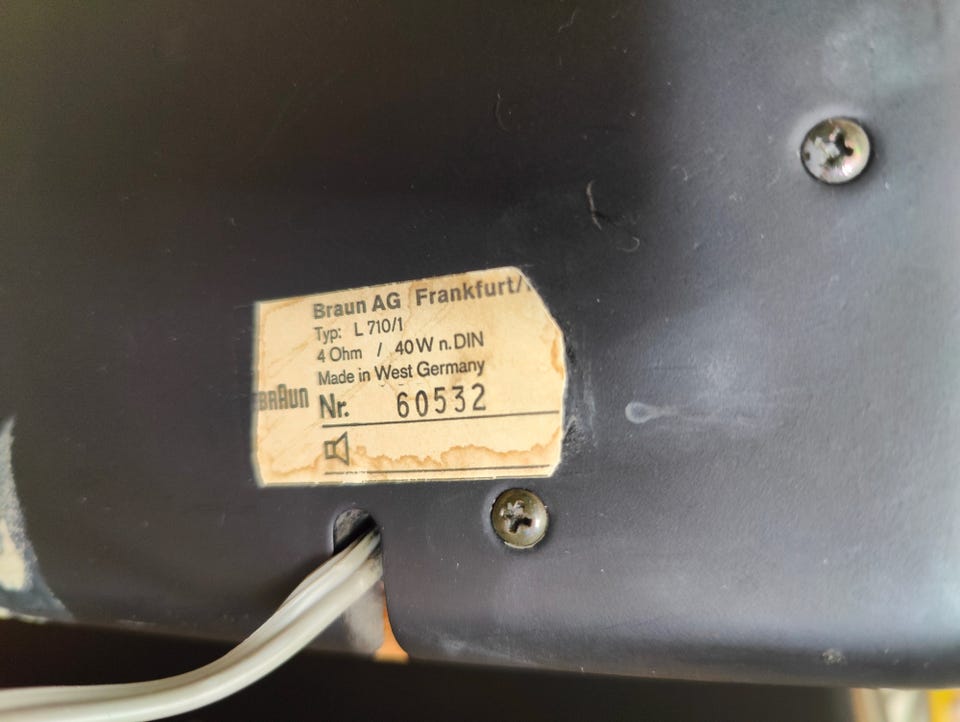 Braun AG Frankfurt/
Typ: L 710/1
4 Ohm / 40 W n. DIN
Made in West Germany
BRAUN
Nr. 60532